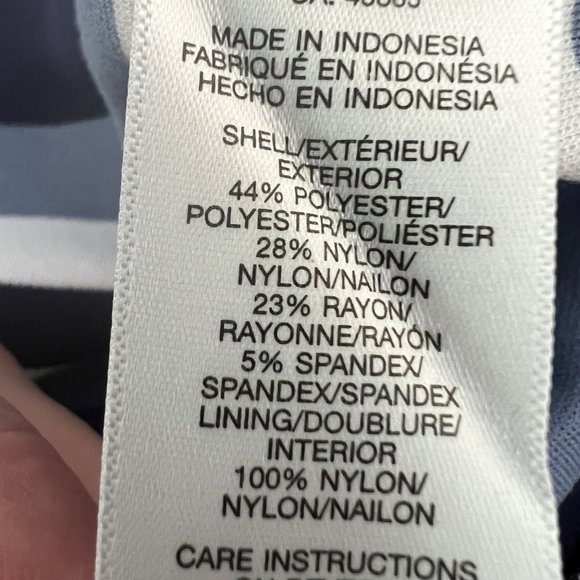 MADE IN INDONESIA
FABRIQUÉ EN INDONÉSIA
HECHO EN INDONESIA
SHELL/EXTÉRIEUR/
EXTERIOR
44% POLYESTER/
POLYESTER/POLIÉSTER
28% NYLON/
NYLON/NAILON
23% RAYON/
RAYONNE/RAYÓN
5% SPANDEX/
SPANDEX/SPANDEX
LINING/DOUBLURE/
INTERIOR
100% NYLON/
NYLON/NAILON
CARE INSTRUCTIONS